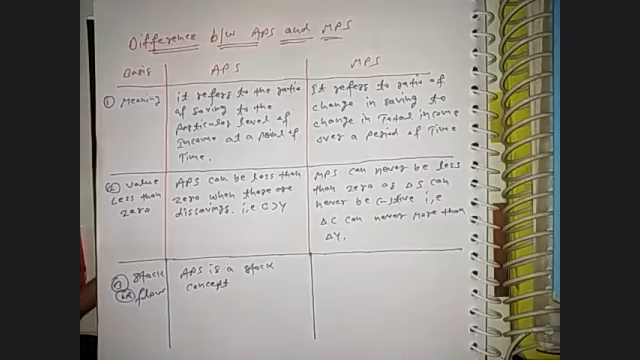 Difference b/w APS and MPS
Basis APS MPS
① Meaning
it refers to the ratio
of saving to the
particular level of
Income at a point of
Time.
It refers to ratio of
change in saving to
change in Total income
over a period of Time
② Value
Less than
zero
APS can be less than
zero when there are
dissavings. i,e C>Y
MPS can never be less
than zero as ΔS can
never be (-)tive i,e
ΔC can never more than
ΔY.
③ Stock
or flow
APS is a stock
concept